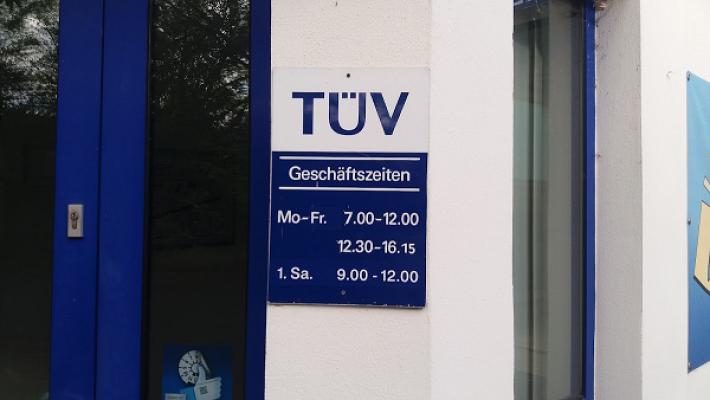 TÜV
Geschäftszeiten
Mo-Fr. 7.00-12.00
12.30-16.15
1. Sa. 9.00 - 12.00